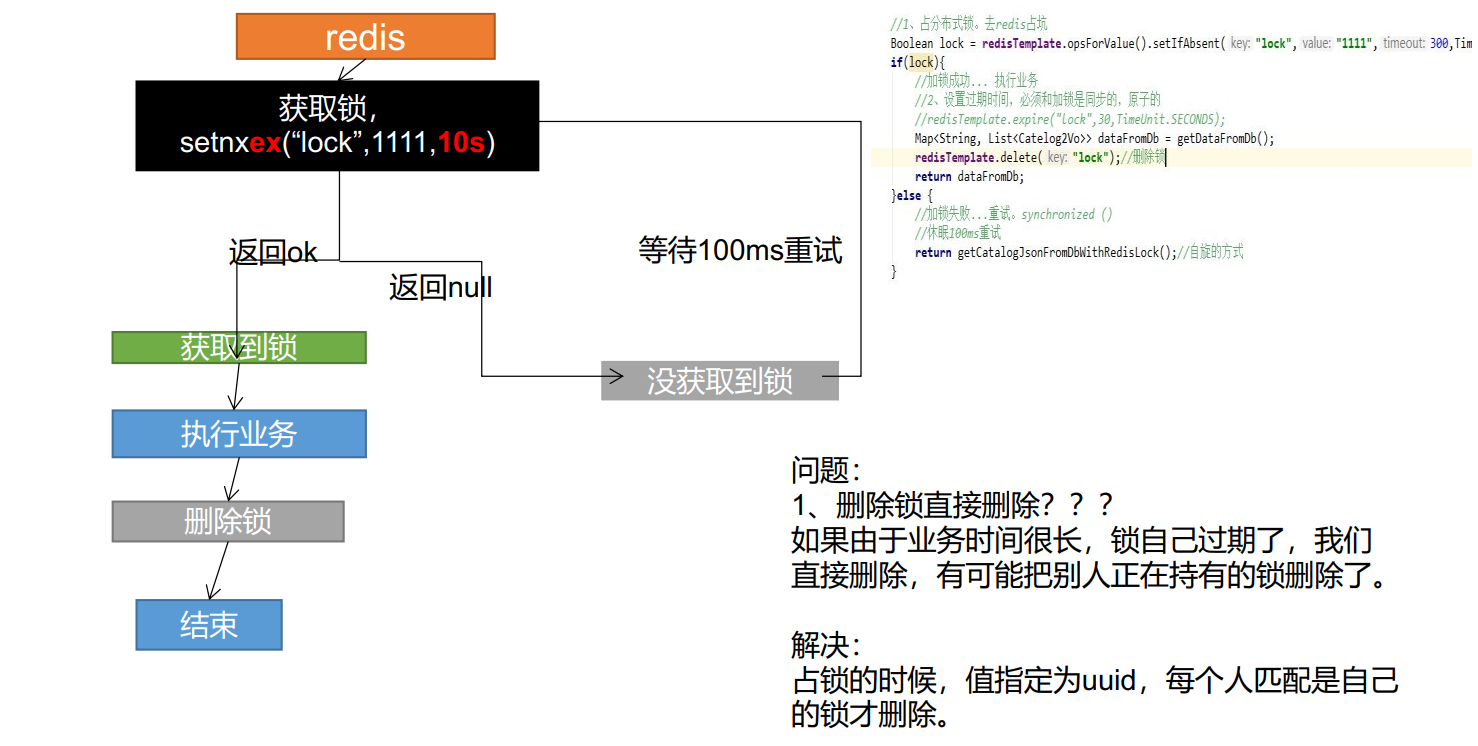 redis
获取锁，
setnxex(“lock”,1111,10s)
返回ok
返回null
等待100ms重试
获取到锁
没获取到锁
执行业务
删除锁
结束
//1、占分布式锁。去redis占坑
Boolean lock = redisTemplate.opsForValue().setIfAbsent( key: "lock", value: "1111", timeout: 300,Tim
if(lock){
//加锁成功... 执行业务
//2、设置过期时间，必须和加锁是同步的，原子的
//redisTemplate.expire("lock",30,TimeUnit.SECONDS);
Map<String, List<Catelog2Vo>> dataFromDb = getDataFromDb();
redisTemplate.delete( key: "lock");//删除锁
return dataFromDb;
}else {
//加锁失败...重试。synchronized ()
//休眠100ms重试
return getCatalogJsonFromDbWithRedisLock();//自旋的方式
}
问题：
1、删除锁直接删除？？？
如果由于业务时间很长，锁自己过期了，我们
直接删除，有可能把别人正在持有的锁删除了。
解决：
占锁的时候，值指定为uuid，每个人匹配是自己
的锁才删除。